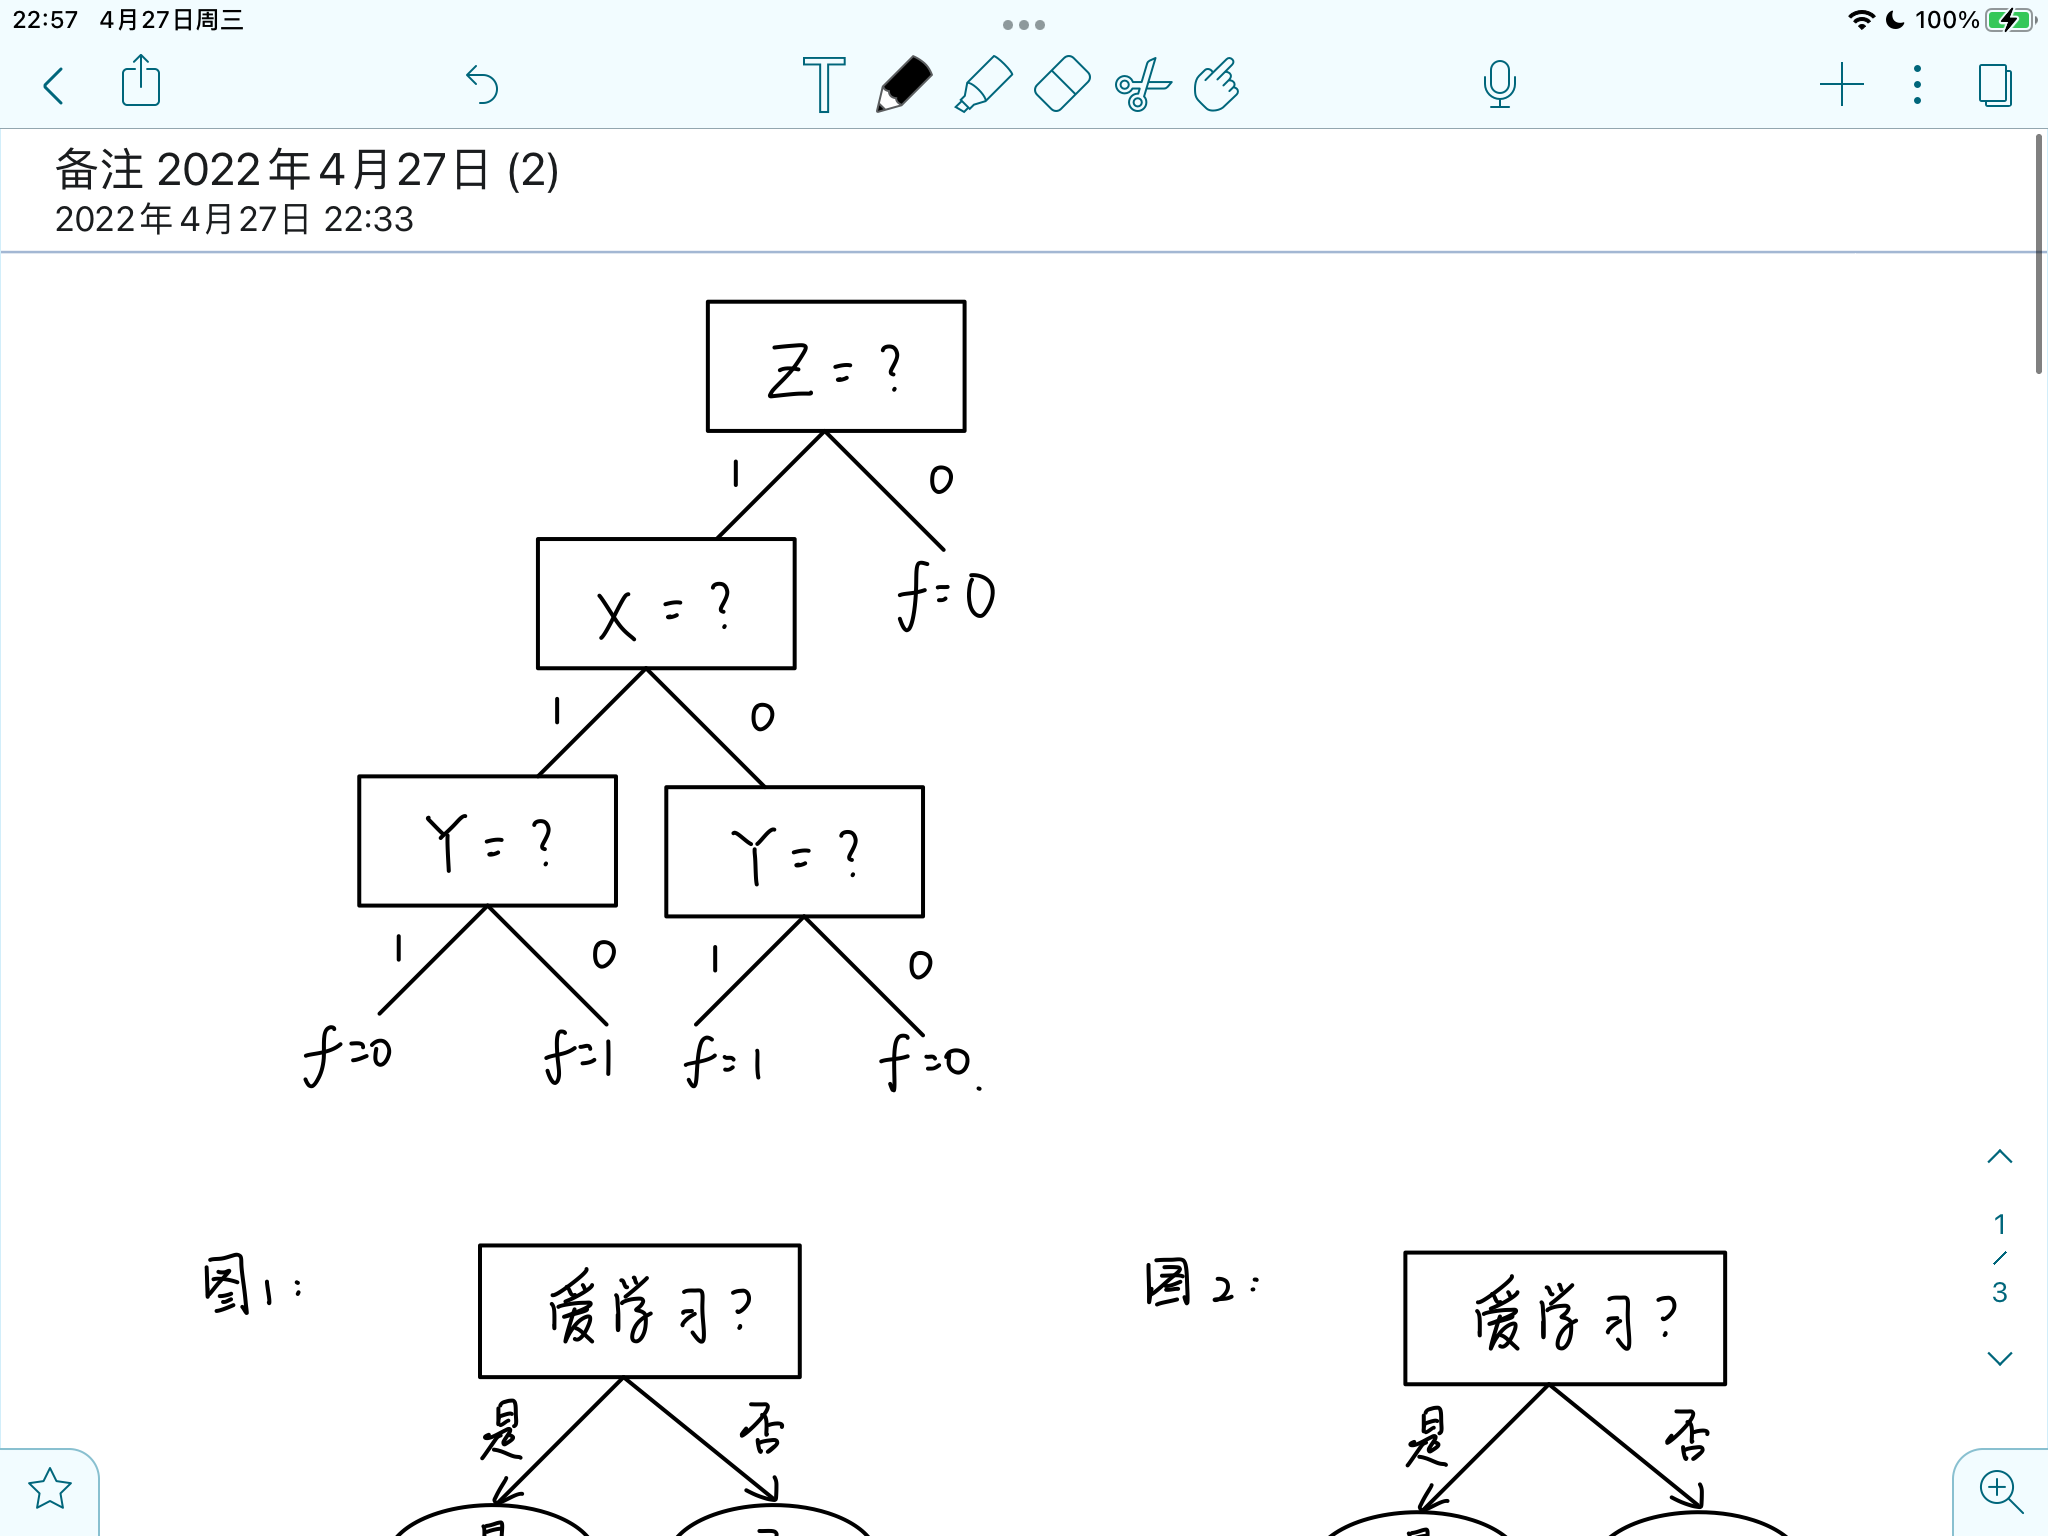 22:57 4月27日周三
100%
备注 2022年4月27日 (2)
2022年4月27日 22:33
Z = ?
1 0
X = ?
f=0
1 0
Y = ?
Y = ?
1 0 1 0
f=0 f=1 f=1 f=0.
1
/
3
图1: 爱学习?
图2: 爱学习?
是 否
是 否